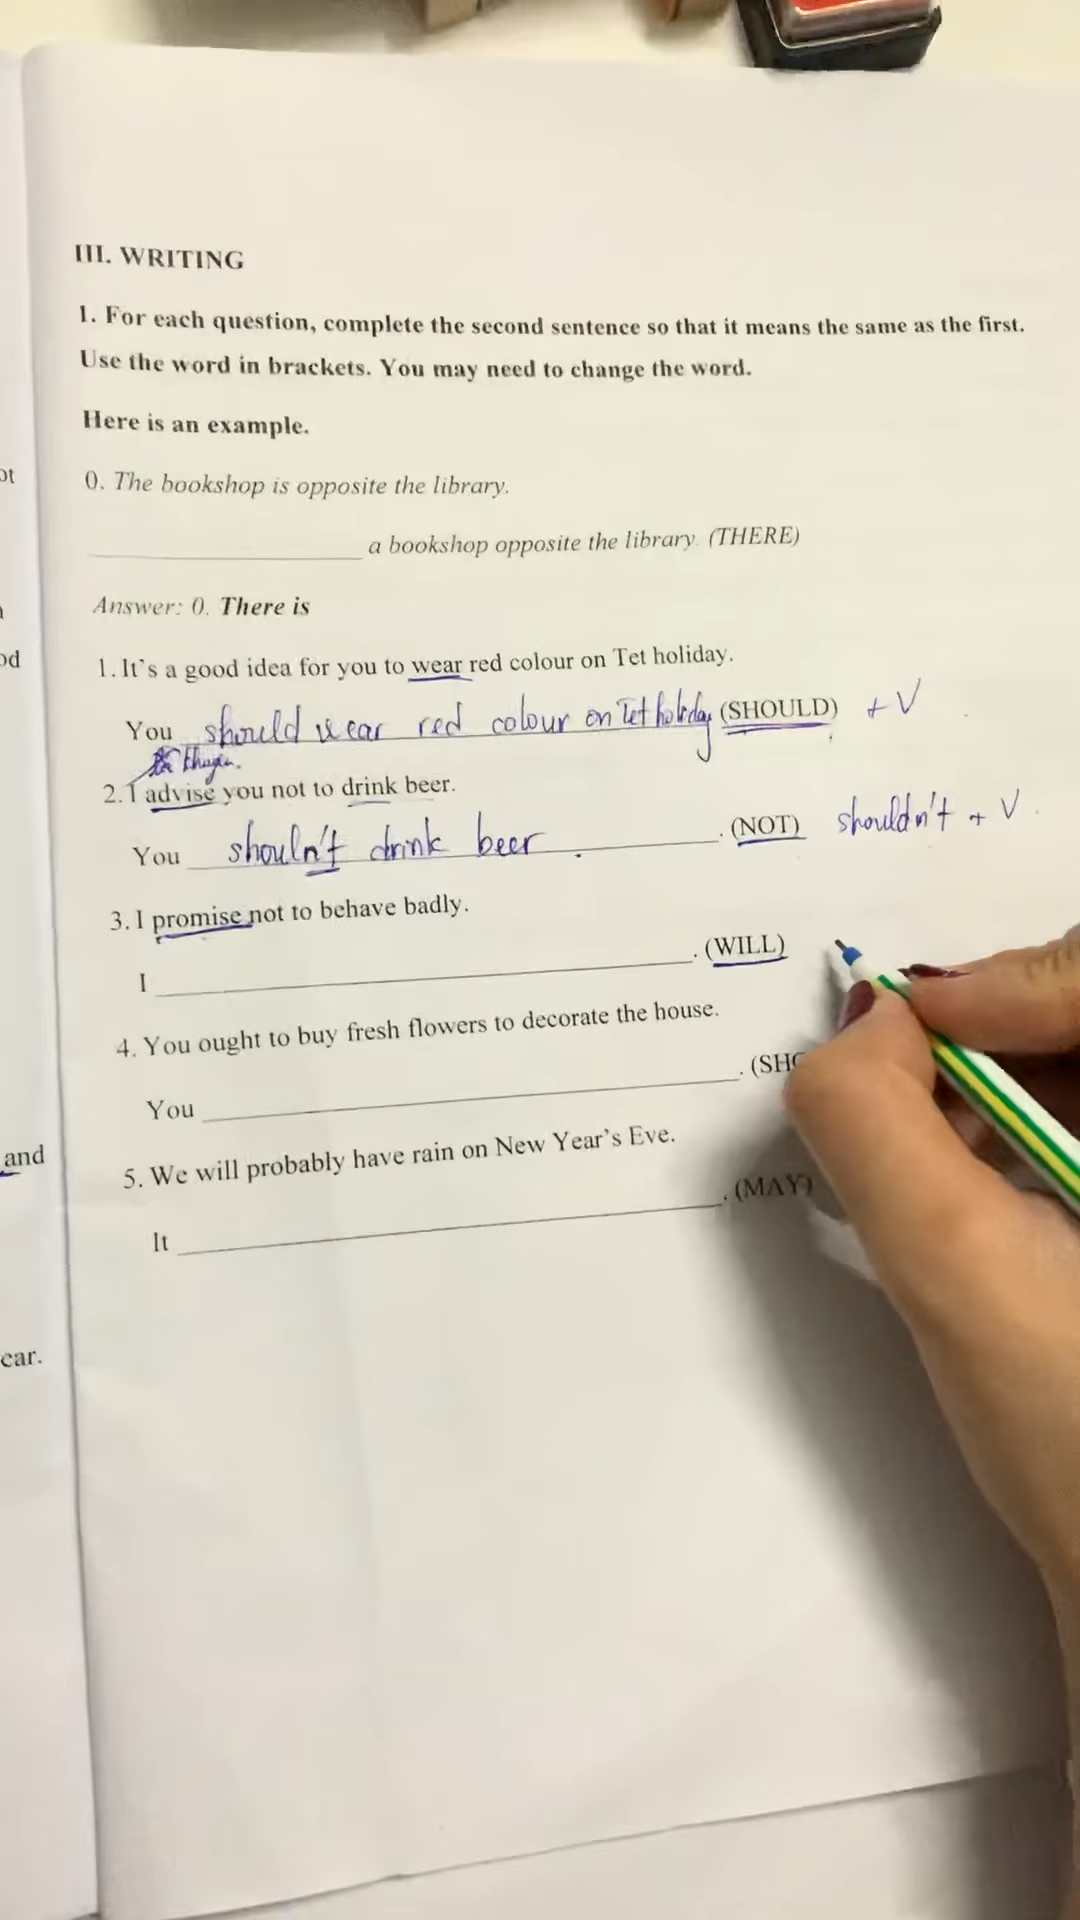 III. WRITING
1. For each question, complete the second sentence so that it means the same as the first.
Use the word in brackets. You may need to change the word.
Here is an example.
0. The bookshop is opposite the library.
a bookshop opposite the library. (THERE)
Answer: 0. There is
1. It's a good idea for you to wear red colour on Tet holiday.
You should wear red colour on Tet holiday (SHOULD) + V
2. I advise you not to drink beer.
You shouln't drink beer . (NOT) shouldn't + V
3. I promise not to behave badly.
I . (WILL)
4. You ought to buy fresh flowers to decorate the house.
You . (SHO
5. We will probably have rain on New Year's Eve.
It . (MAY)
and
ear.